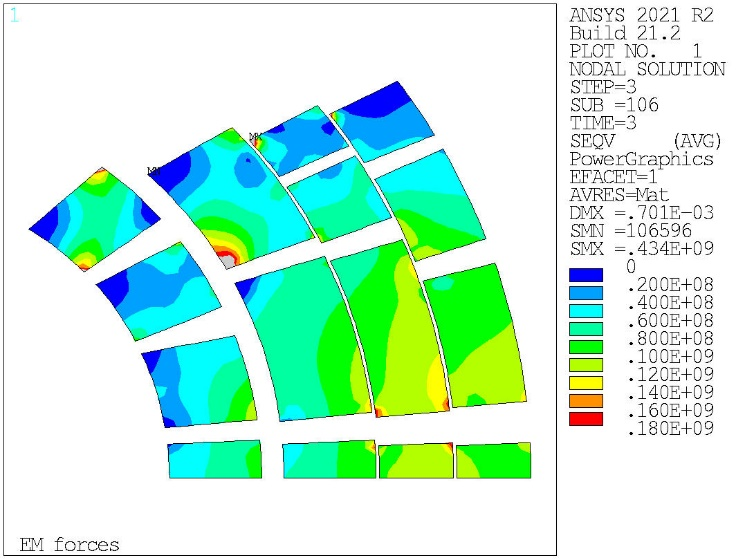 1
ANSYS 2021 R2
Build 21.2
PLOT NO. 1
NODAL SOLUTION
STEP=3
SUB =106
TIME=3
SEQV (AVG)
PowerGraphics
EFACET=1
AVRES=Mat
DMX =.701E-03
SMN =106596
SMX =.434E+09
0
.200E+08
.400E+08
.600E+08
.800E+08
.100E+09
.120E+09
.140E+09
.160E+09
.180E+09
MX
MN
EM forces